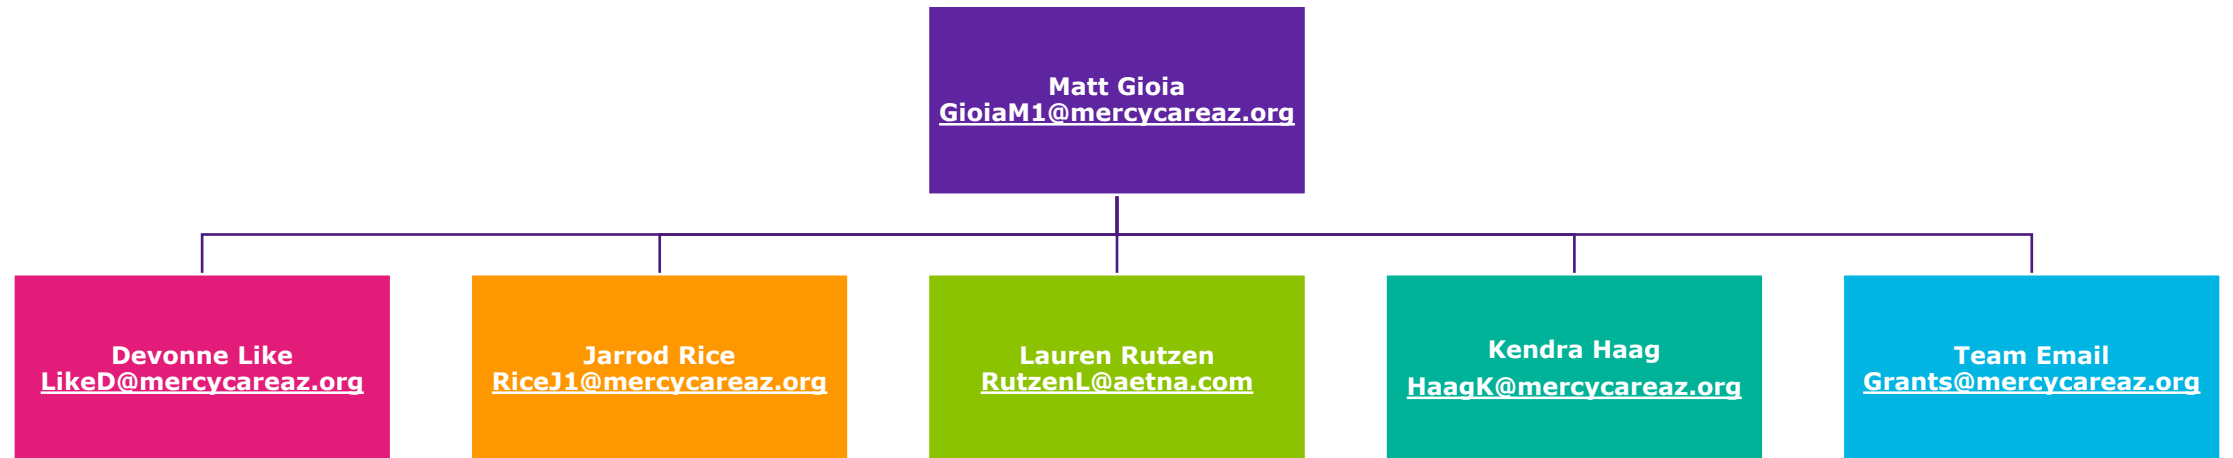 Matt Gioia
GioiaM1@mercycareaz.org
Devonne Like
LikeD@mercycareaz.org
Jarrod Rice
RiceJ1@mercycareaz.org
Lauren Rutzen
RutzenL@aetna.com
Kendra Haag
HaagK@mercycareaz.org
Team Email
Grants@mercycareaz.org